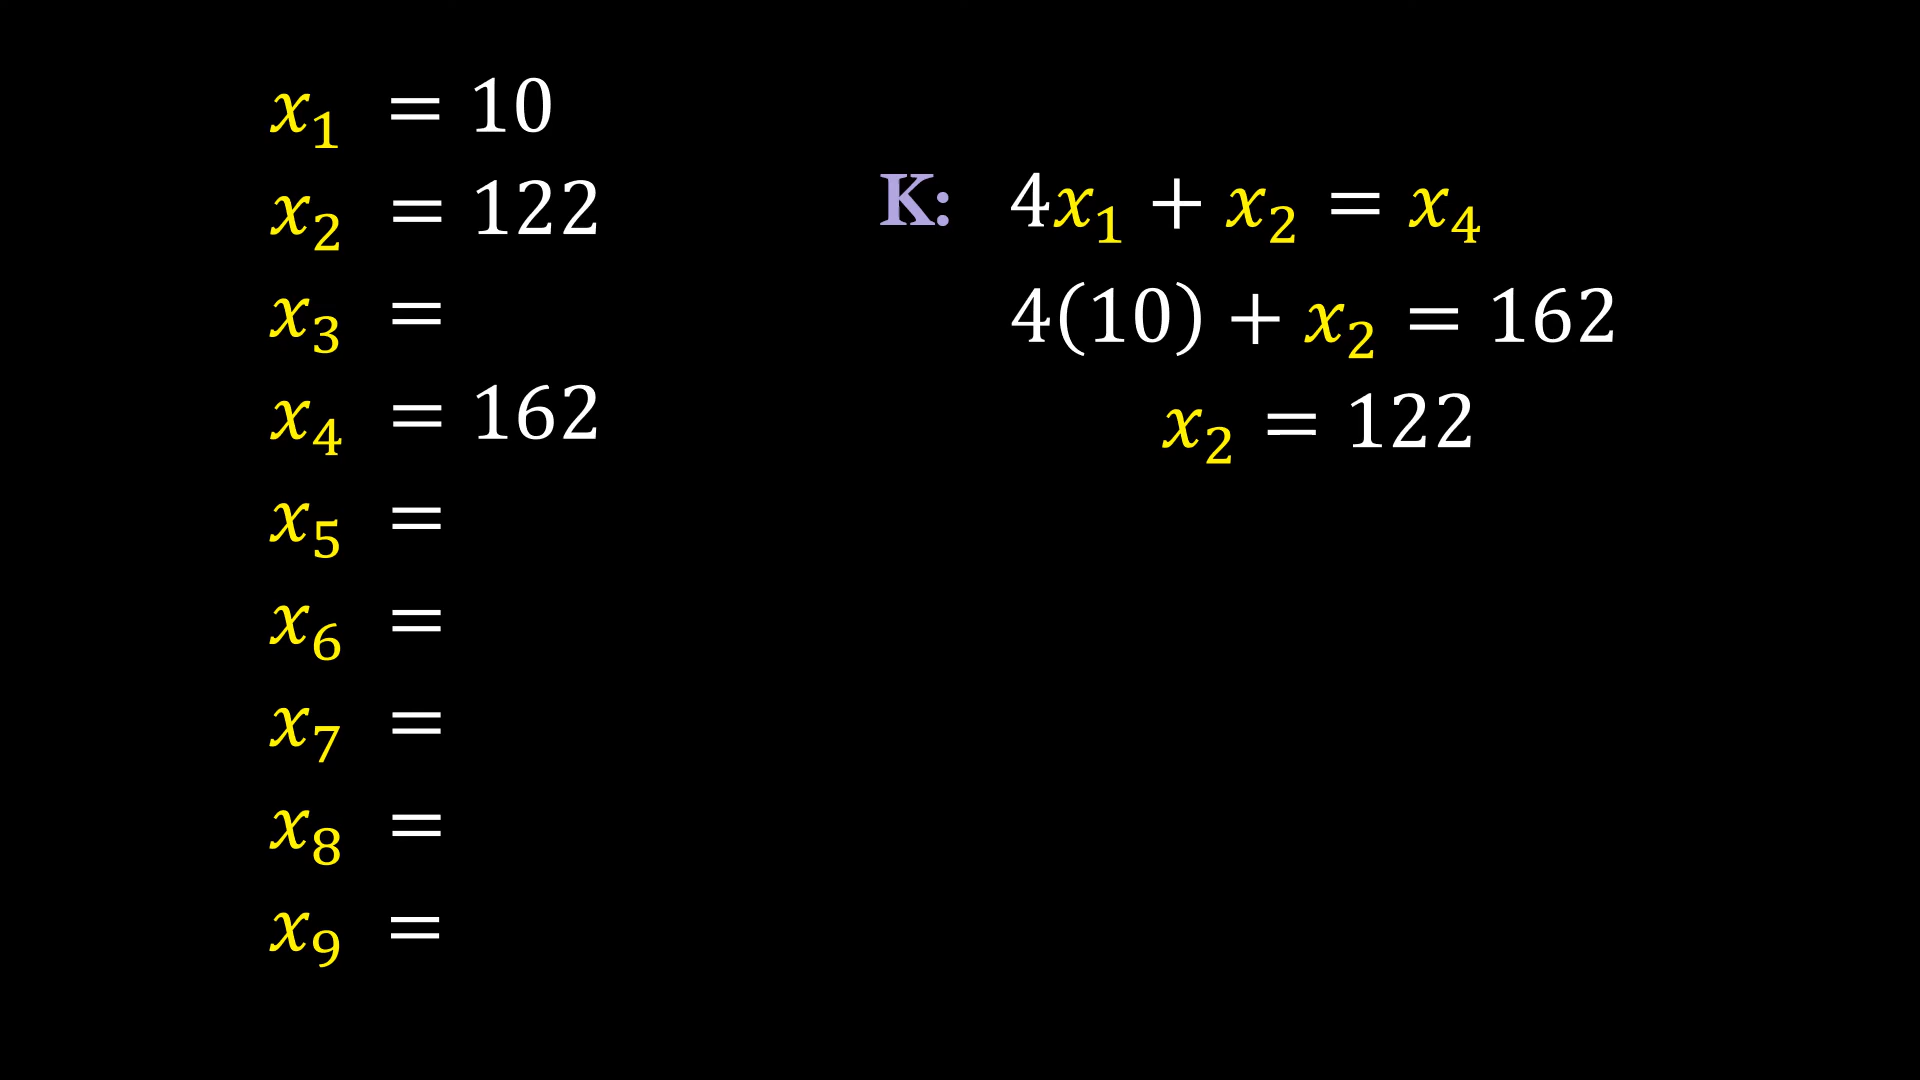 x₁ = 10
x₂ = 122
x₃ =
x₄ = 162
x₅ =
x₆ =
x₇ =
x₈ =
x₉ =
K: 4x₁ + x₂ = x₄
4(10) + x₂ = 162
x₂ = 122